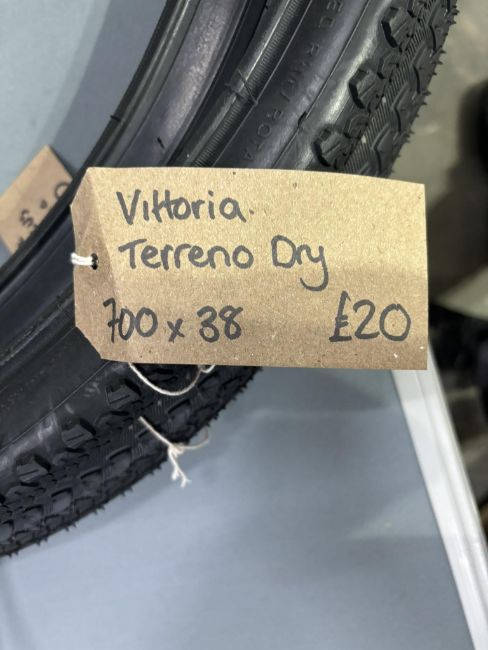 Vittoria.
Terreno Dry
700 x 38 £20